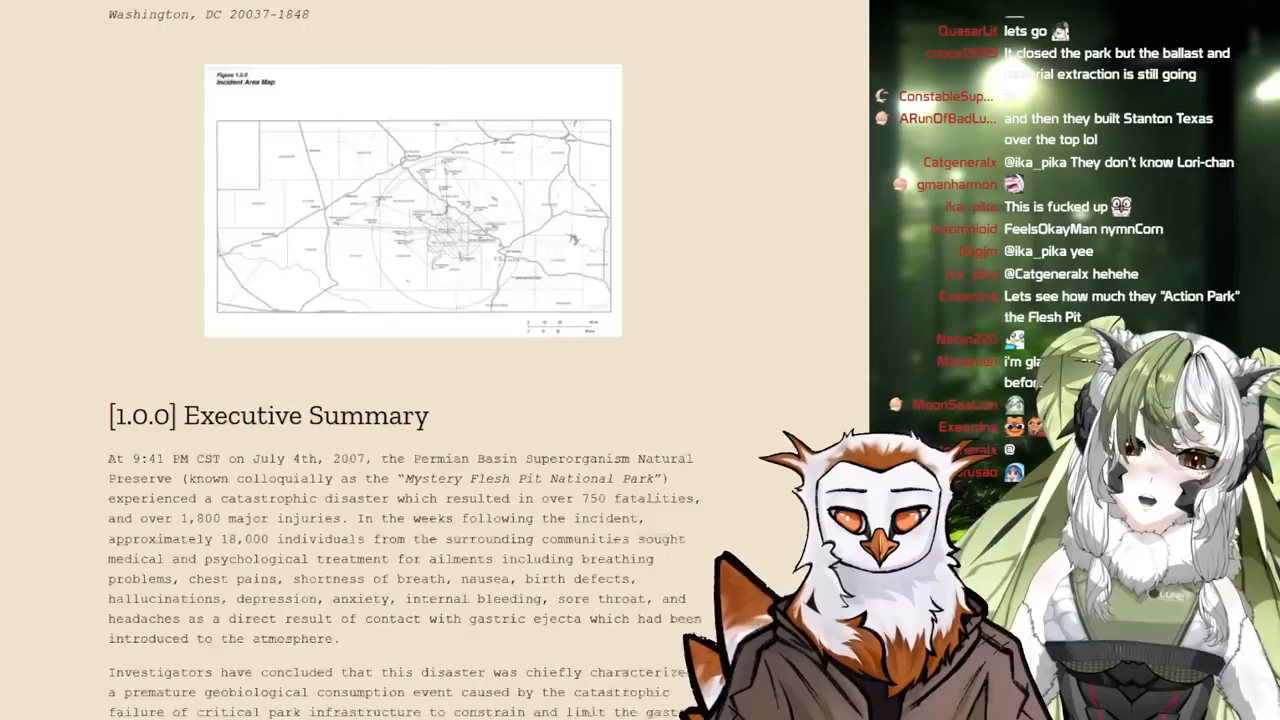 Washington, DC 20037-1848
Figure 1.0.0
Incident Area Map
[1.0.0] Executive Summary
At 9:41 PM CST on July 4th, 2007, the Permian Basin Superorganism Natural
Preserve (known colloquially as the “Mystery Flesh Pit National Park”)
experienced a catastrophic disaster which resulted in over 750 fatalities,
and over 1,800 major injuries. In the weeks following the incident,
approximately 18,000 individuals from the surrounding communities sought
medical and psychological treatment for ailments including breathing
problems, chest pains, shortness of breath, nausea, birth defects,
hallucinations, depression, anxiety, internal bleeding, sore throat, and
headaches as a direct result of contact with gastric ejecta which had been
introduced to the atmosphere.
Investigators have concluded that this disaster was chiefly characterize
a premature geobiological consumption event caused by the catastrophic
failure of critical park infrastructure to constrain and limit the gast
QuasarLit lets go
It closed the park but the ballast and
material extraction is still going
ConstableSup...
ARunOfBadLu... and then they built Stanton Texas
over the top lol
Catgeneralx @ika_pika They don't know Lori-chan
gmanharmon
ika_pika This is fucked up
FeelsOkayMan nymnCorn
@ika_pika yee
ika_pika @Catgeneralx hehehe
Exeerdna Lets see how much they "Action Park"
the Flesh Pit
Natan220
i'm gla
befor
MoonSeaLion
Exeerdna
@
LUNE